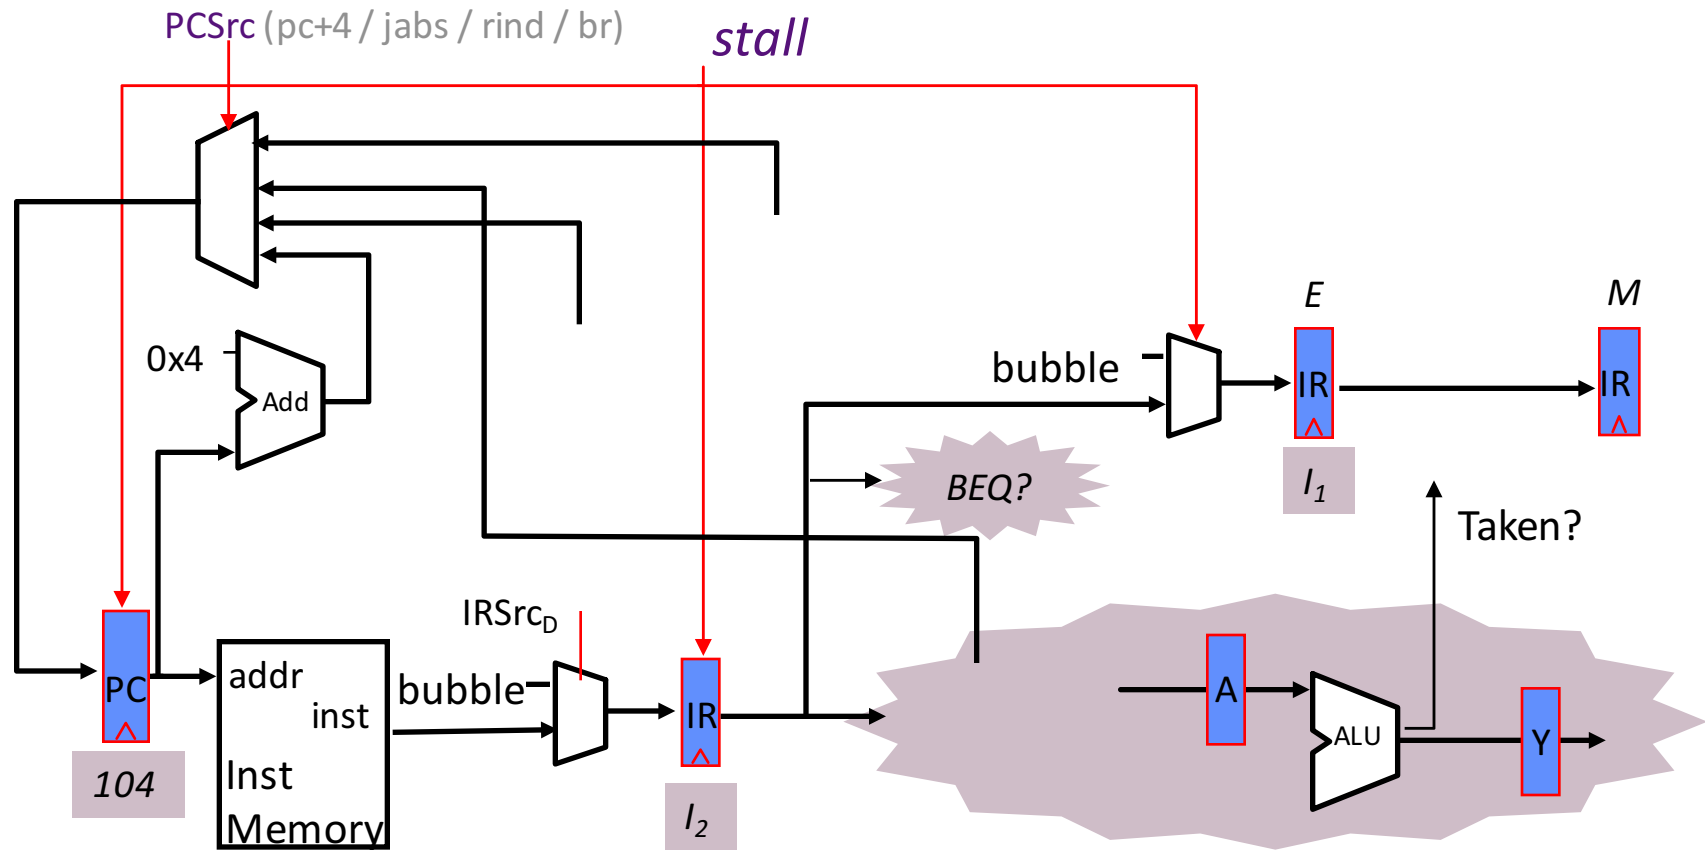 PCSrc (pc+4 / jabs / rind / br)
stall
E
M
0x4
Add
bubble
IR
IR
BEQ?
I1
Taken?
IRSrcD
PC
addr
inst
Inst
Memory
bubble
IR
A
ALU
Y
104
I2